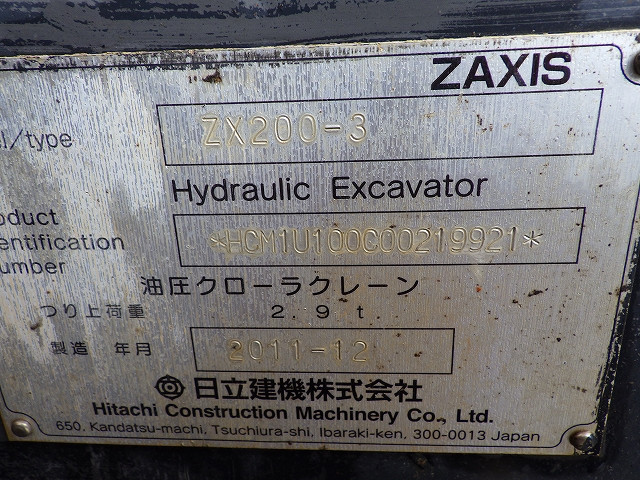 ZAXIS
el/type
ZX200-3
Hydraulic Excavator
roduct
entification
umber
*HCM1U100C00219921*
油圧クローラクレーン
つり上荷重 2.9 t.
製造 年月 2011-12
日立建機株式会社
Hitachi Construction Machinery Co., Ltd.
650, Kandatsu-machi, Tsuchiura-shi, Ibaraki-ken, 300-0013 Japan